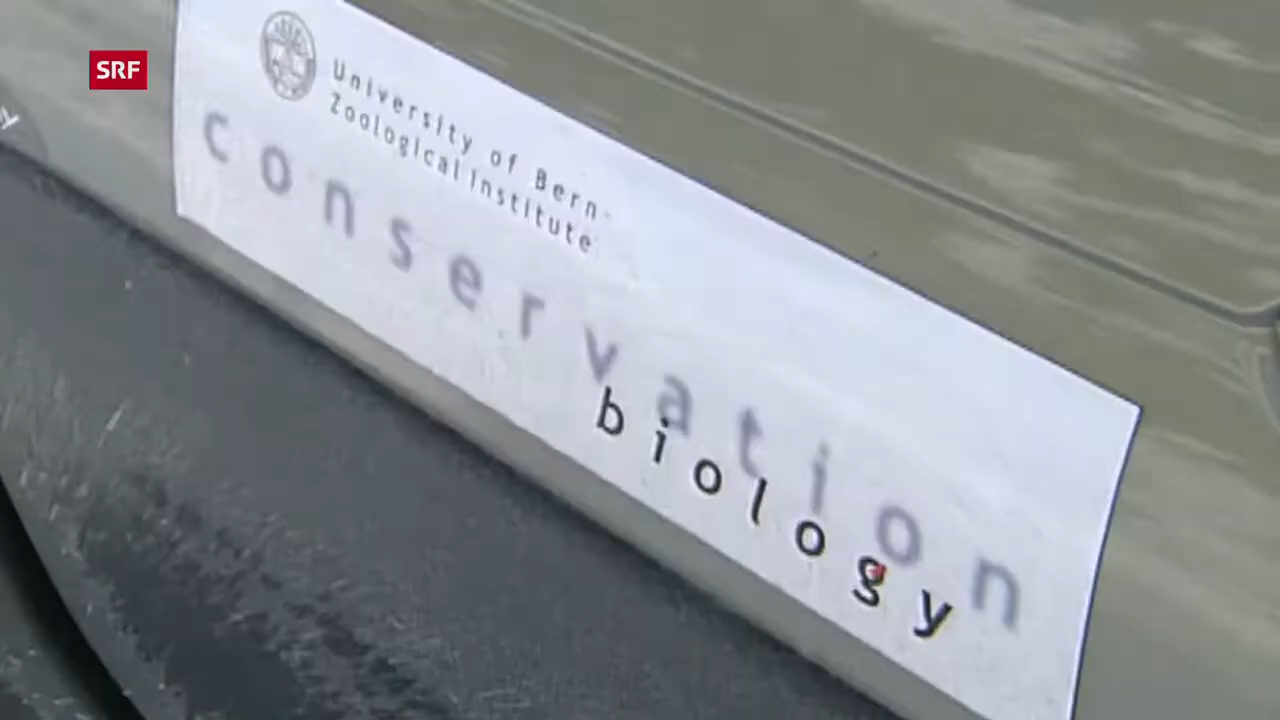 SRF
University of Bern
Zoological Institute
conservation
biology